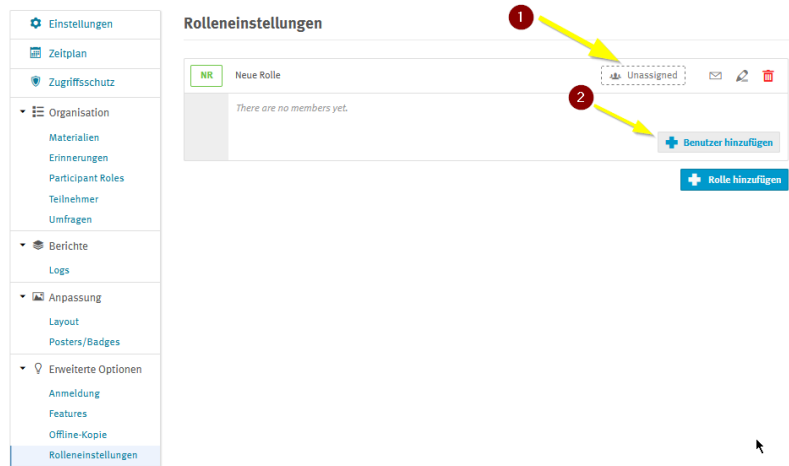 Einstellungen
Zeitplan
Zugriffsschutz
Organisation
Materialien
Erinnerungen
Participant Roles
Teilnehmer
Umfragen
Berichte
Logs
Anpassung
Layout
Posters/Badges
Erweiterte Optionen
Anmeldung
Features
Offline-Kopie
Rolleneinstellungen
Rolleneinstellungen
1
NR Neue Rolle Unassigned
There are no members yet.
2
Benutzer hinzufügen
Rolle hinzufügen